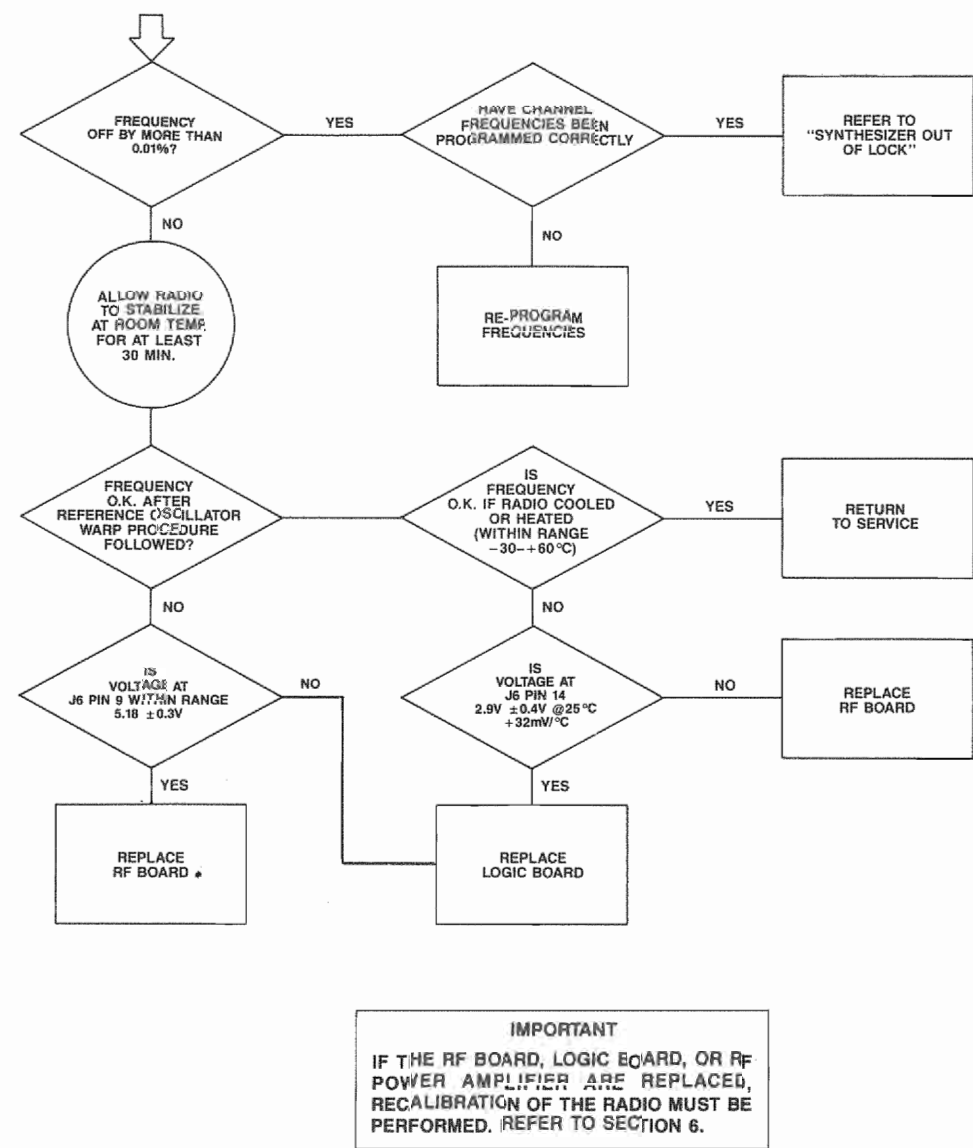 FREQUENCY
OFF BY MORE THAN
0.01%?
YES
HAVE CHANNEL
FREQUENCIES BEEN
PROGRAMMED CORRECTLY
YES
REFER TO
"SYNTHESIZER OUT
OF LOCK"
NO
NO
ALLOW RADIO
TO STABILIZE
AT ROOM TEMP.
FOR AT LEAST
30 MIN.
RE-PROGRAM
FREQUENCIES
FREQUENCY
O.K. AFTER
REFERENCE OSCILLATOR
WARP PROCEDURE
FOLLOWED?
IS
FREQUENCY
O.K. IF RADIO COOLED
OR HEATED
(WITHIN RANGE
−30−+60°C)
YES
RETURN
TO SERVICE
NO
NO
IS
VOLTAGE AT
J6 PIN 9 WITHIN RANGE
5.18 ±0.3V
NO
IS
VOLTAGE AT
J6 PIN 14
2.9V ±0.4V @25°C
+32mV/°C
NO
REPLACE
RF BOARD
YES
YES
REPLACE
RF BOARD
REPLACE
LOGIC BOARD
IMPORTANT
IF THE RF BOARD, LOGIC BOARD, OR RF
POWER AMPLIFIER ARE REPLACED,
RECALIBRATION OF THE RADIO MUST BE
PERFORMED. REFER TO SECTION 6.